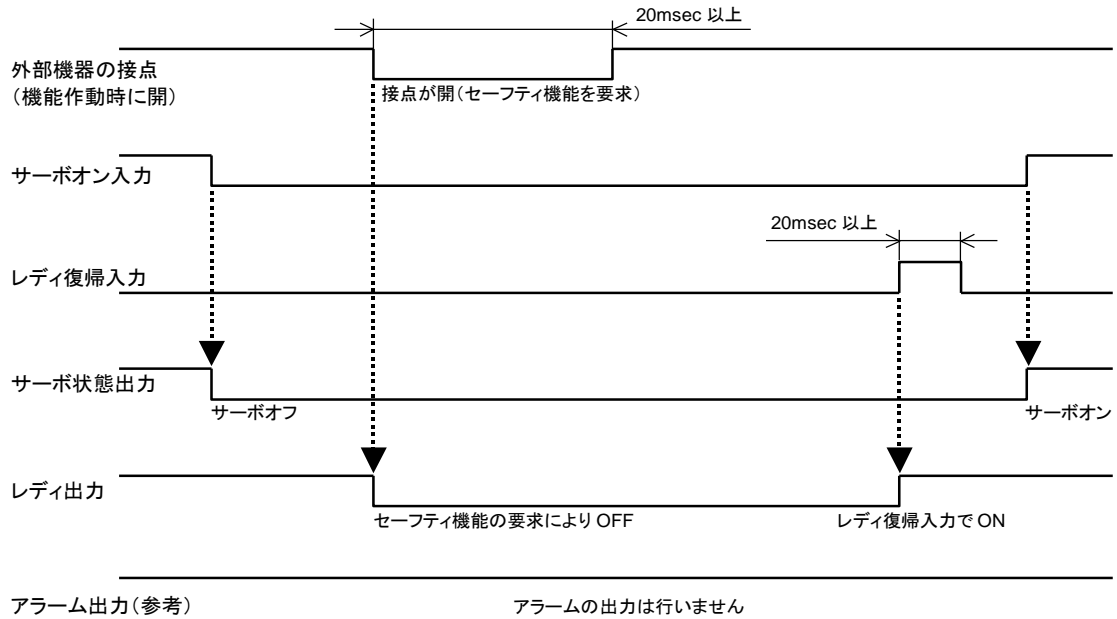 20msec 以上
外部機器の接点
（機能作動時に開）
接点が開（セーフティ機能を要求）
サーボオン入力
20msec 以上
レディ復帰入力
サーボ状態出力
サーボオフ
サーボオン
レディ出力
セーフティ機能の要求により OFF
レディ復帰入力で ON
アラーム出力（参考）
アラームの出力は行いません